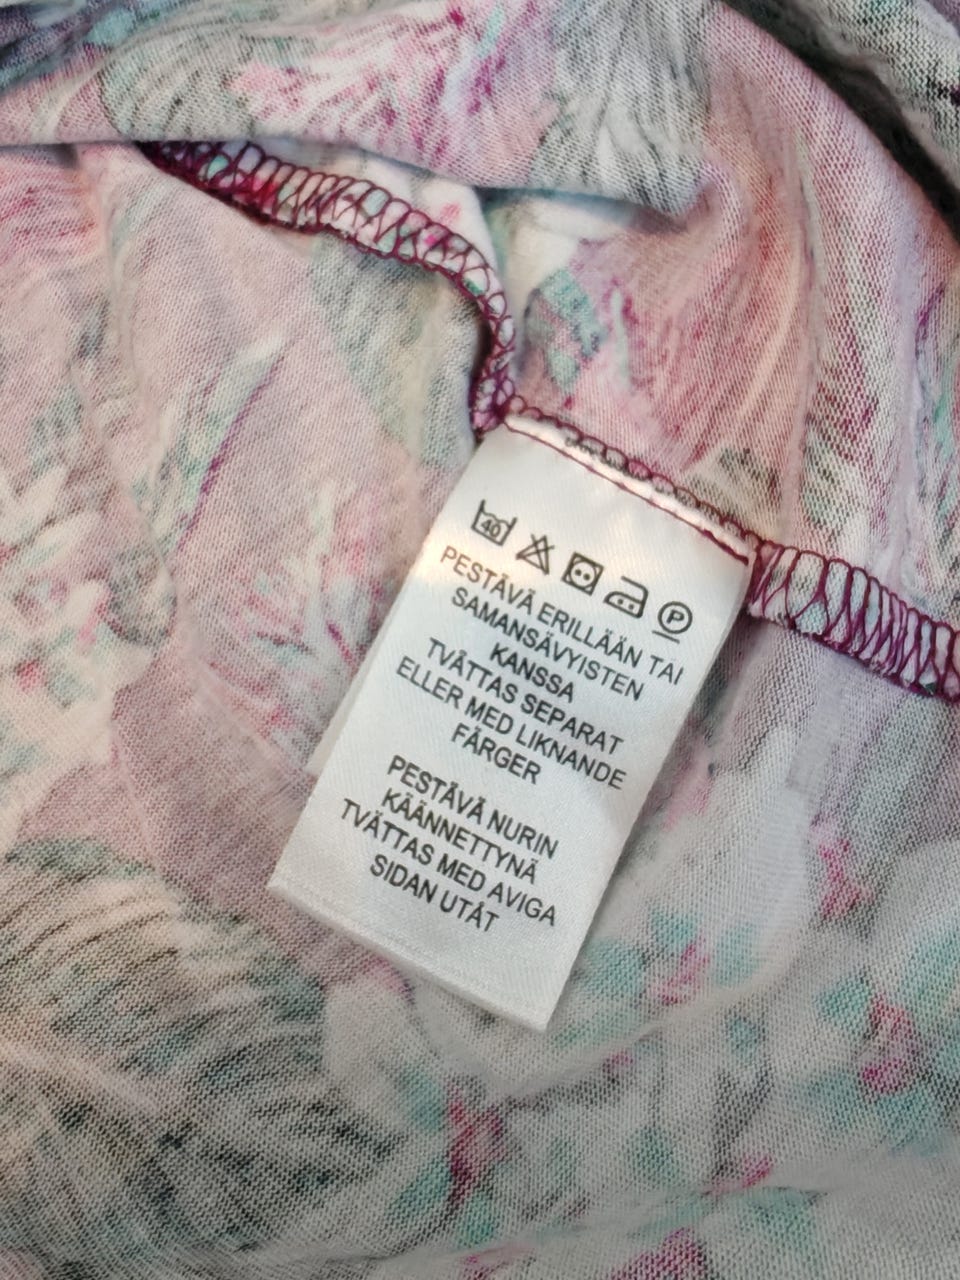 40 P
PESTÄVÄ ERILLÄÄN TAI
SAMANSÄVYISTEN
KANSSA
TVÄTTAS SEPARAT
ELLER MED LIKNANDE
FÄRGER
PESTÄVÄ NURIN
KÄÄNNETTYNÄ
TVÄTTAS MED AVIGA
SIDAN UTÅT